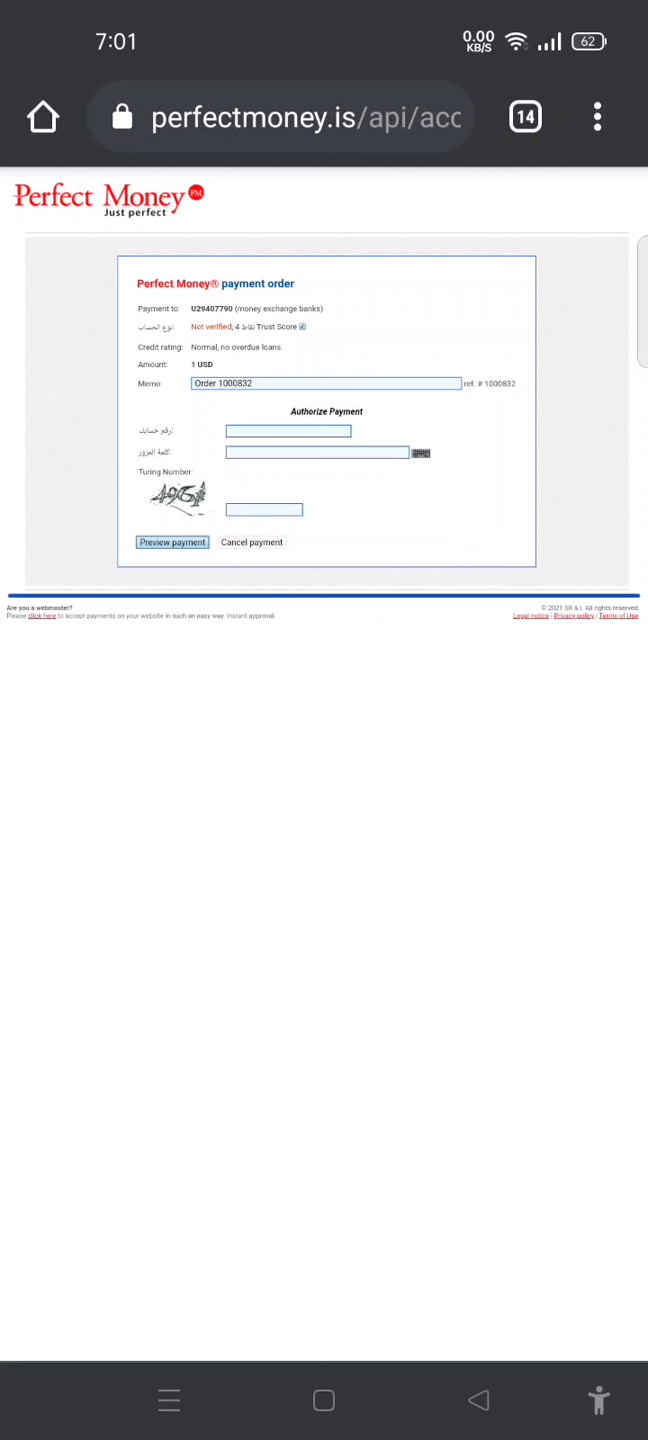 7:01
0.00 KB/S
62
perfectmoney.is/api/acc
14
Perfect Money PM
Just perfect
Perfect Money® payment order
Payment to: U29407790 (money exchange banks)
نوع الحساب: Not verified, 4 نقاط Trust Score
Credit rating: Normal, no overdue loans.
Amount: 1 USD
Memo: Order 1000832 ref. # 1000832
Authorize Payment
رقم حسابك:
كلمة المرور:
Turing Number:
Preview payment Cancel payment
Are you a webmaster?
Please click here to accept payments on your website in such an easy way. Instant approval.
© 2021 SR & I. All rights reserved.
Legal notice | Privacy policy | Terms of Use